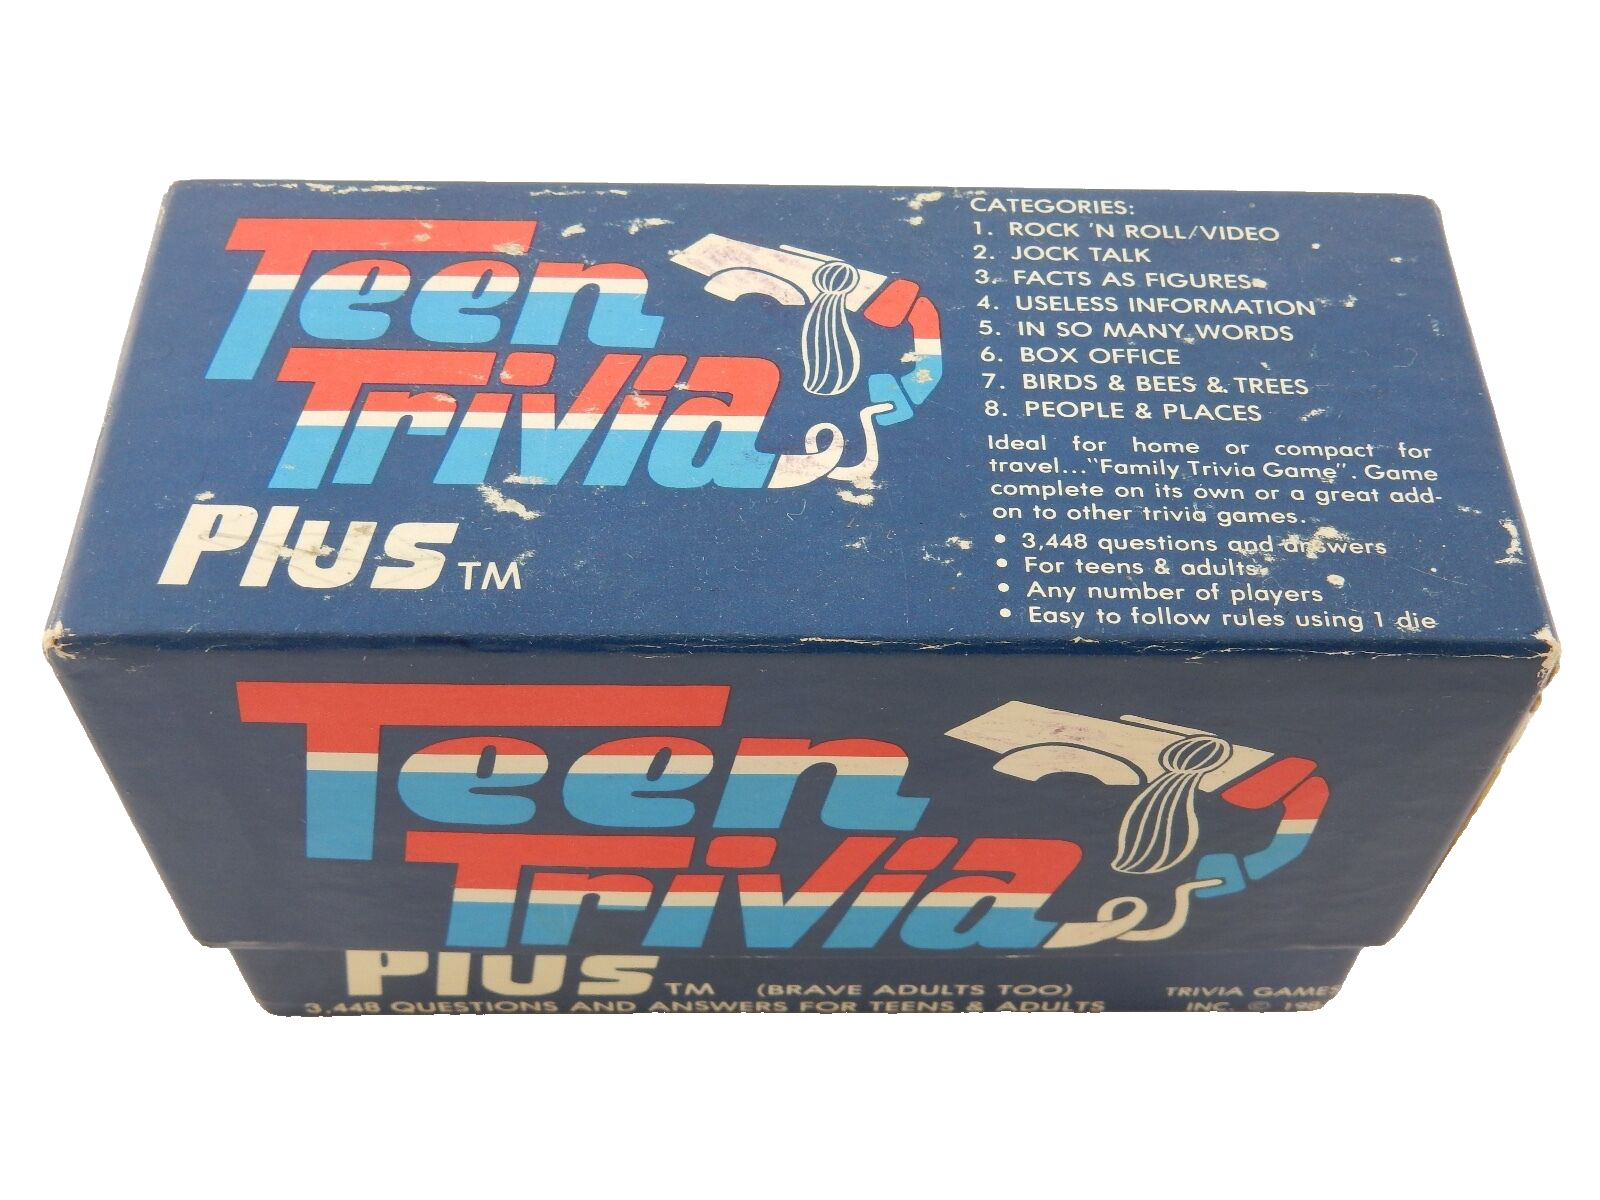 Teen
Trivia
Plus TM
CATEGORIES:
1. ROCK 'N ROLL/VIDEO
2. JOCK TALK
3. FACTS AS FIGURES
4. USELESS INFORMATION
5. IN SO MANY WORDS
6. BOX OFFICE
7. BIRDS & BEES & TREES
8. PEOPLE & PLACES
Ideal for home or compact for
travel..."Family Trivia Game". Game
complete on its own or a great add-
on to other trivia games.
• 3,448 questions and answers
• For teens & adults
• Any number of players
• Easy to follow rules using 1 die
Teen
Trivia
Plus TM (BRAVE ADULTS TOO)
3,448 QUESTIONS AND ANSWERS FOR TEENS & ADULTS
TRIVIA GAMES
INC. ©